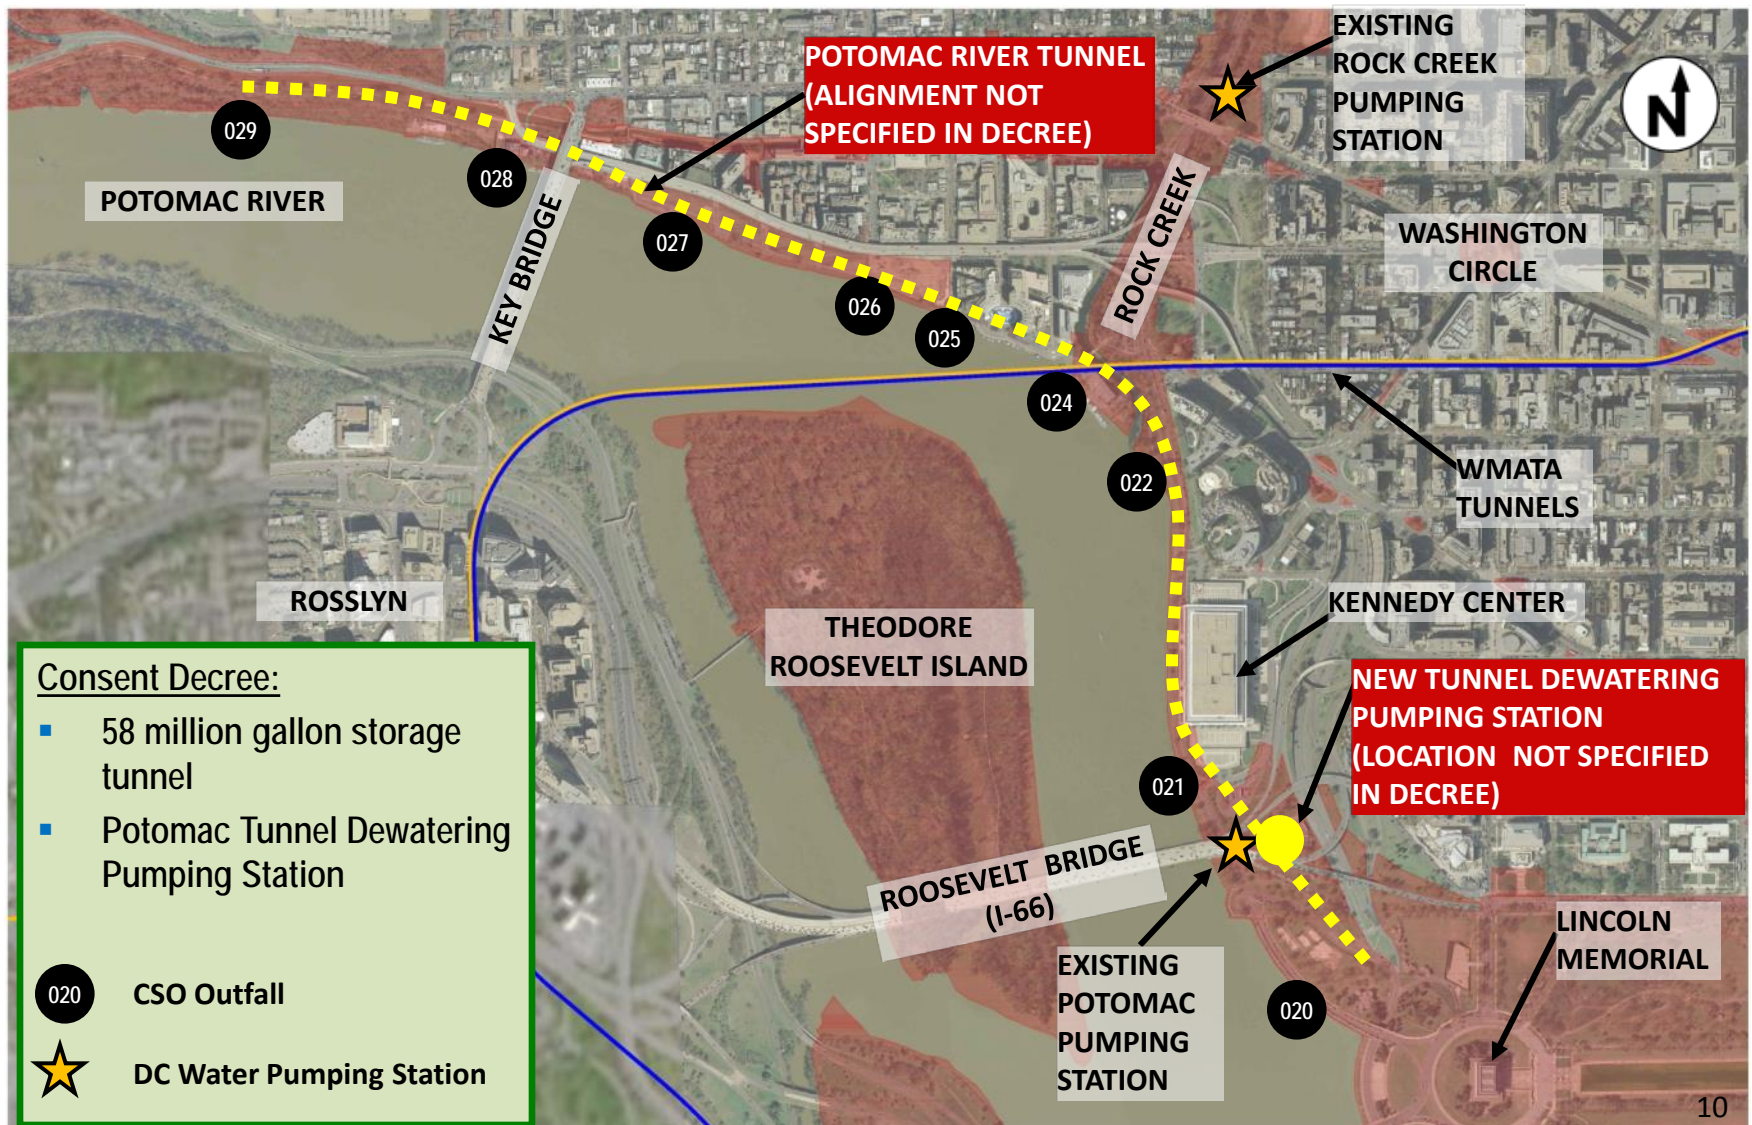 EXISTING
ROCK CREEK
PUMPING
STATION
POTOMAC RIVER TUNNEL
(ALIGNMENT NOT
SPECIFIED IN DECREE)
N
029
028
POTOMAC RIVER
KEY BRIDGE
027
ROCK CREEK
WASHINGTON
CIRCLE
026
025
024
022
WMATA
TUNNELS
ROSSLYN
THEODORE
ROOSEVELT ISLAND
KENNEDY CENTER
NEW TUNNEL DEWATERING
PUMPING STATION
(LOCATION NOT SPECIFIED
IN DECREE)
021
ROOSEVELT BRIDGE
(I-66)
EXISTING
POTOMAC
PUMPING
STATION
LINCOLN
MEMORIAL
020
Consent Decree:
▪ 58 million gallon storage
tunnel
▪ Potomac Tunnel Dewatering
Pumping Station
020 CSO Outfall
DC Water Pumping Station
10